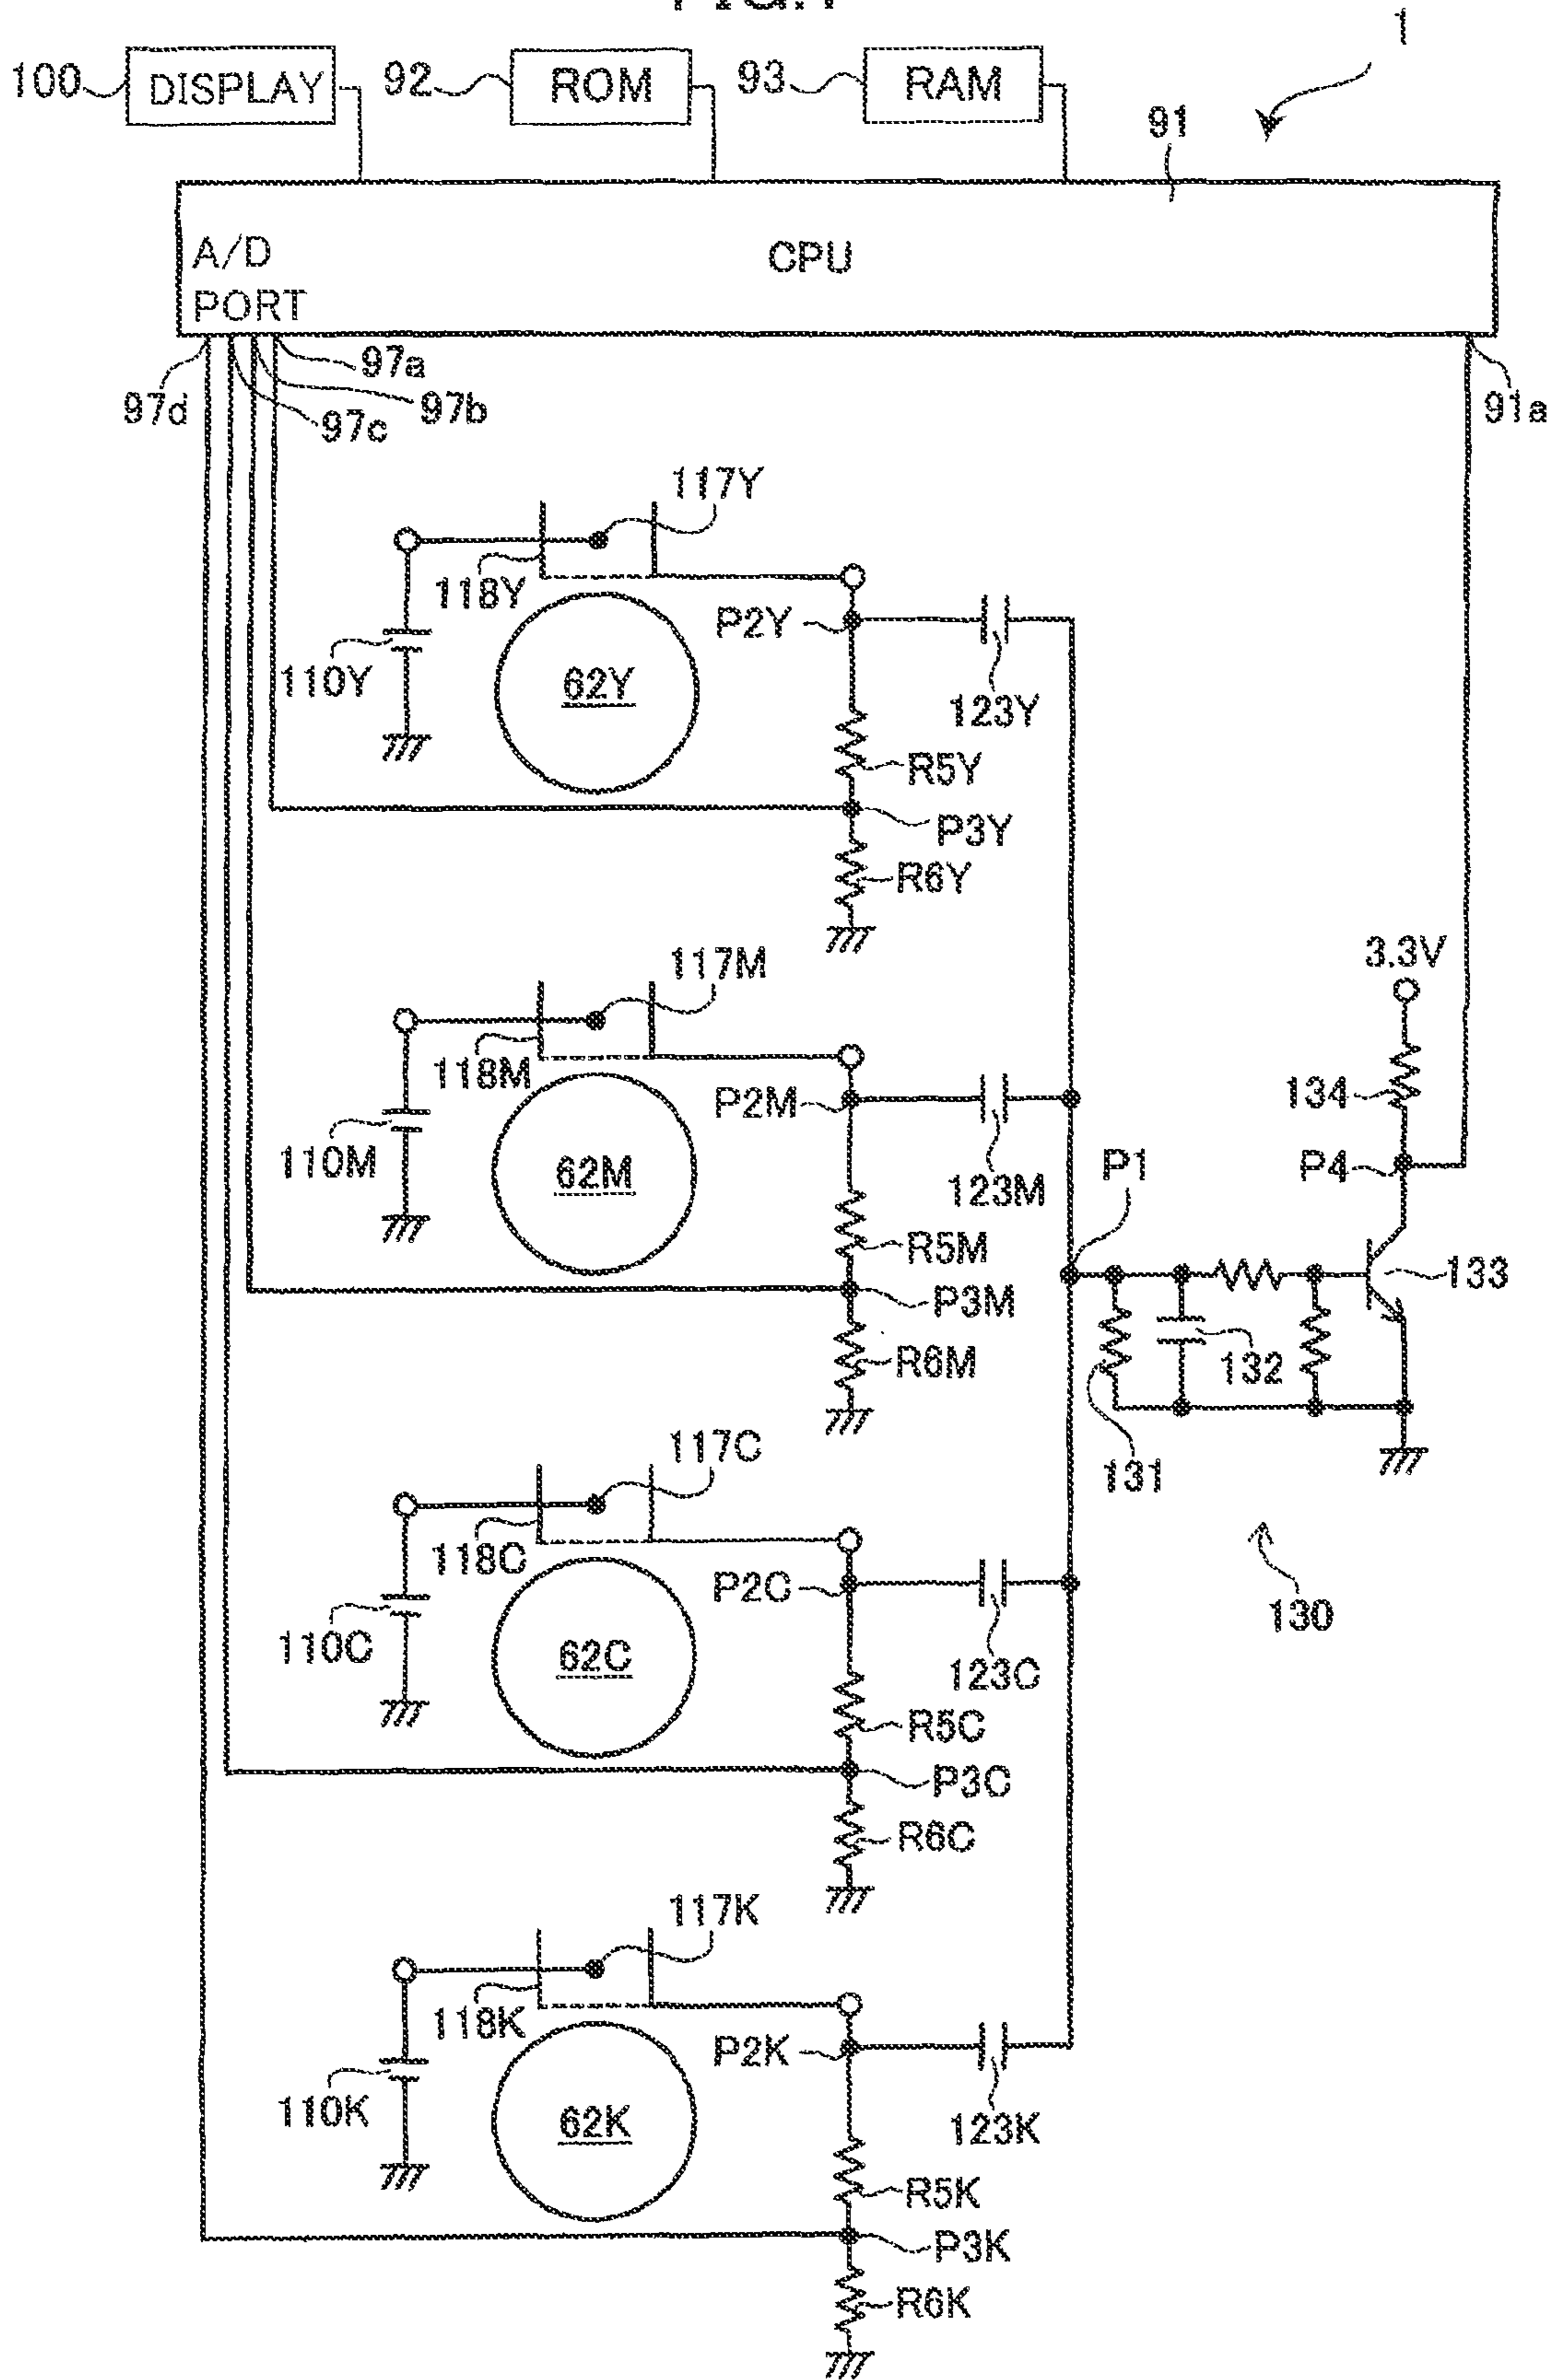 1
100 DISPLAY 92 ROM 93 RAM
91
A/D
PORT
CPU
97a
97d 97b 91a
97c
117Y
118Y
P2Y
110Y 62Y 123Y
R5Y
P3Y
R6Y
117M
3.3V
118M
P2M 134
110M 62M P1 P4
123M
R5M 133
P3M
R6M 132
117C
131
118C
P2C
110C 62C 130
123C
R5C
P3C
R6C
117K
118K
P2K
110K 62K 123K
R5K
P3K
R6K